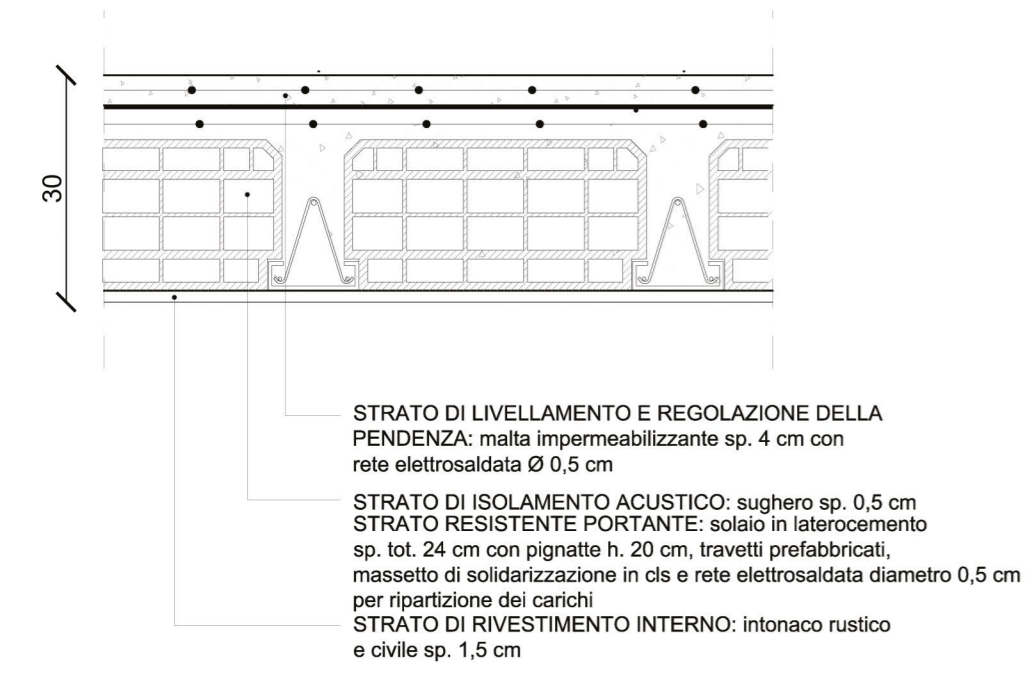 30
STRATO DI LIVELLAMENTO E REGOLAZIONE DELLA
PENDENZA: malta impermeabilizzante sp. 4 cm con
rete elettrosaldata Ø 0,5 cm
STRATO DI ISOLAMENTO ACUSTICO: sughero sp. 0,5 cm
STRATO RESISTENTE PORTANTE: solaio in laterocemento
sp. tot. 24 cm con pignatte h. 20 cm, travetti prefabbricati,
massetto di solidarizzazione in cls e rete elettrosaldata diametro 0,5 cm
per ripartizione dei carichi
STRATO DI RIVESTIMENTO INTERNO: intonaco rustico
e civile sp. 1,5 cm